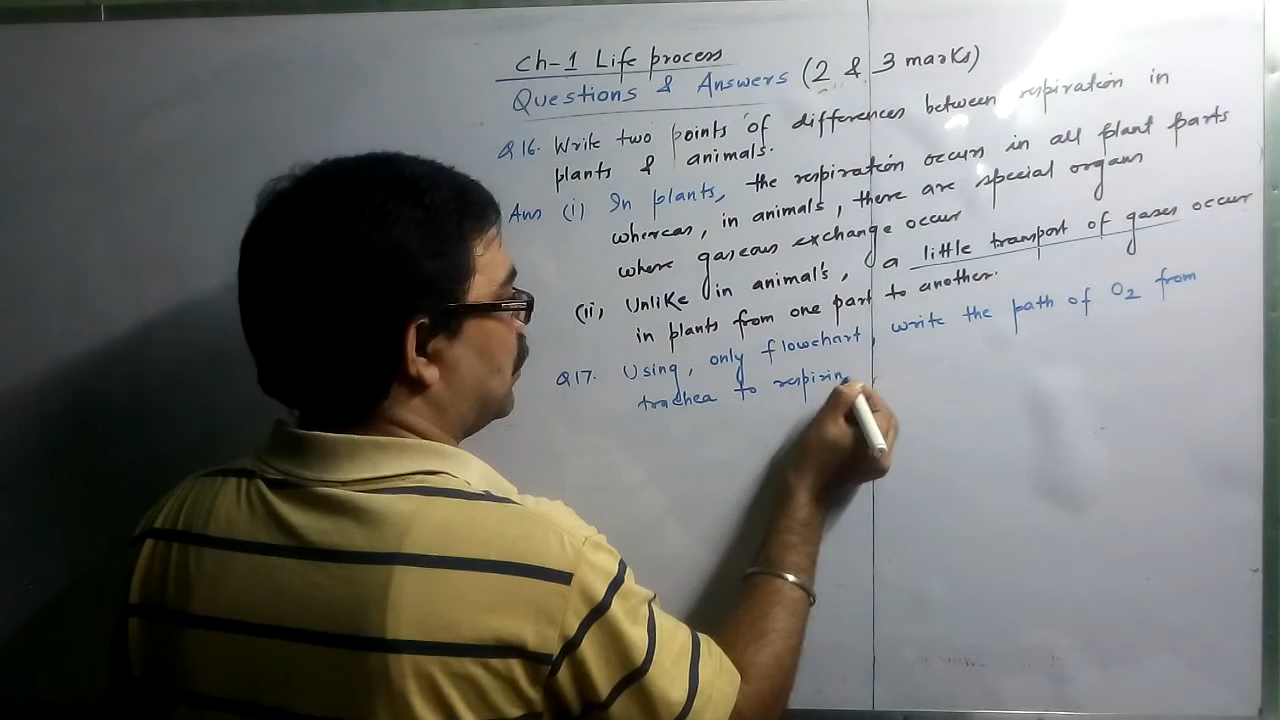 Ch-1 Life process
Questions & Answers (2 & 3 marks)
Q16. Write two points of differences between respiration in
plants & animals.
Ans (i) In plants, the respiration occurs in all plant parts
whereas, in animals, there are special organs
where gaseous exchange occur
(ii) Unlike in animal's, a little transport of gases occur
in plants from one part to another.
Q17. Using, only flowchart, write the path of O2 from
trachea to respirin